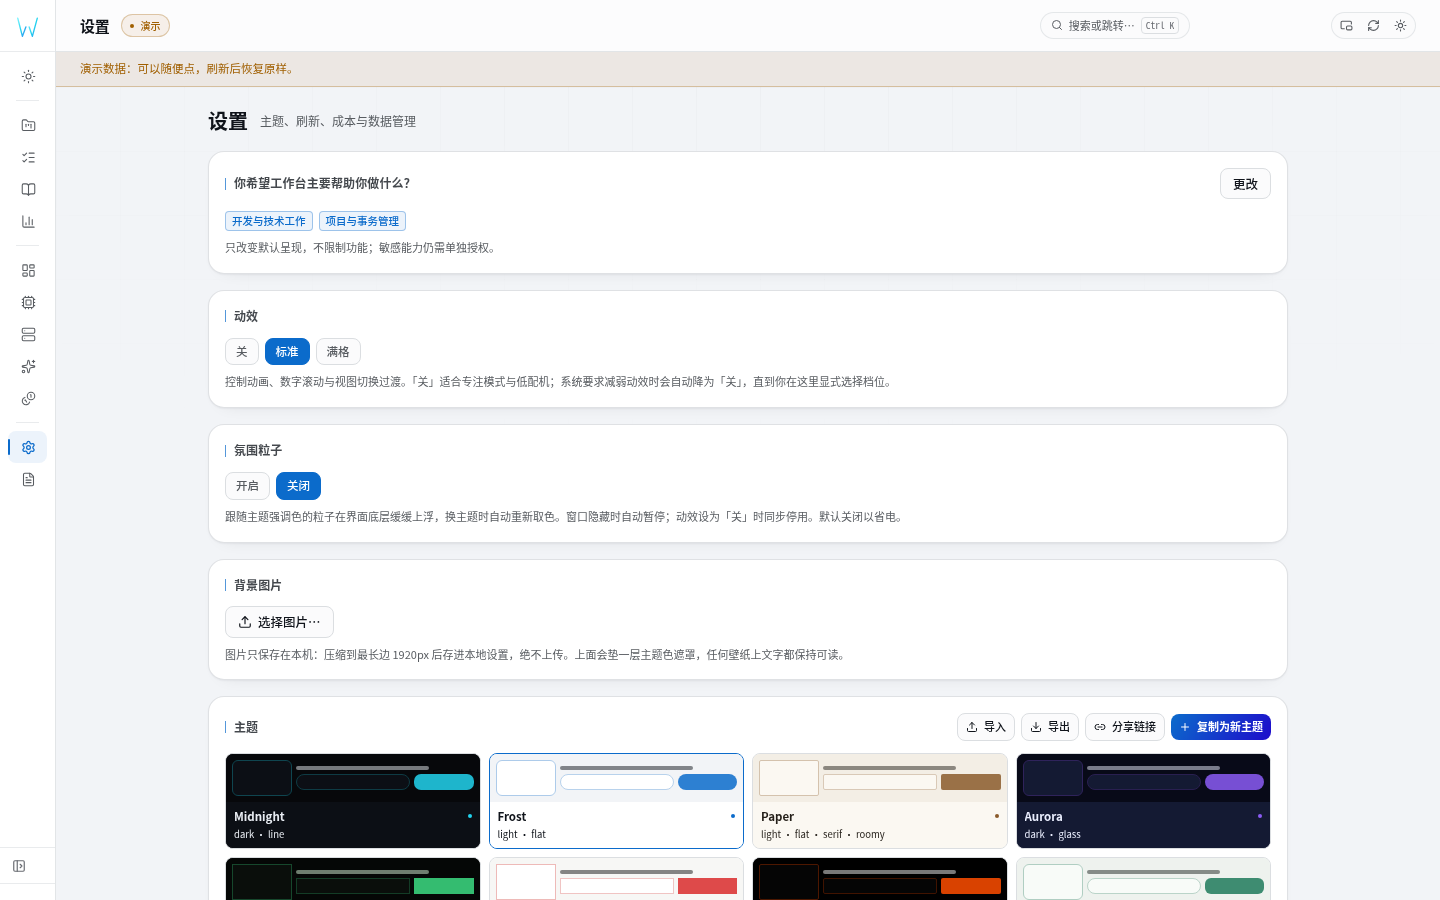 设置
演示
搜索或跳转…
Ctrl K
演示数据：可以随便点，刷新后恢复原样。
设置
主题、刷新、成本与数据管理
你希望工作台主要帮助你做什么？
更改
开发与技术工作
项目与事务管理
只改变默认呈现，不限制功能；敏感能力仍需单独授权。
动效
关
标准
满格
控制动画、数字滚动与视图切换过渡。「关」适合专注模式与低配机；系统要求减弱动效时会自动降为「关」，直到你在这里显式选择档位。
氛围粒子
开启
关闭
跟随主题强调色的粒子在界面底层缓缓上浮，换主题时自动重新取色。窗口隐藏时自动暂停；动效设为「关」时同步停用。默认关闭以省电。
背景图片
选择图片…
图片只保存在本机：压缩到最长边 1920px 后存进本地设置，绝不上传。上面会垫一层主题色遮罩，任何壁纸上文字都保持可读。
主题
导入
导出
分享链接
复制为新主题
Midnight
dark • line
Frost
light • flat
Paper
light • flat • serif • roomy
Aurora
dark • glass